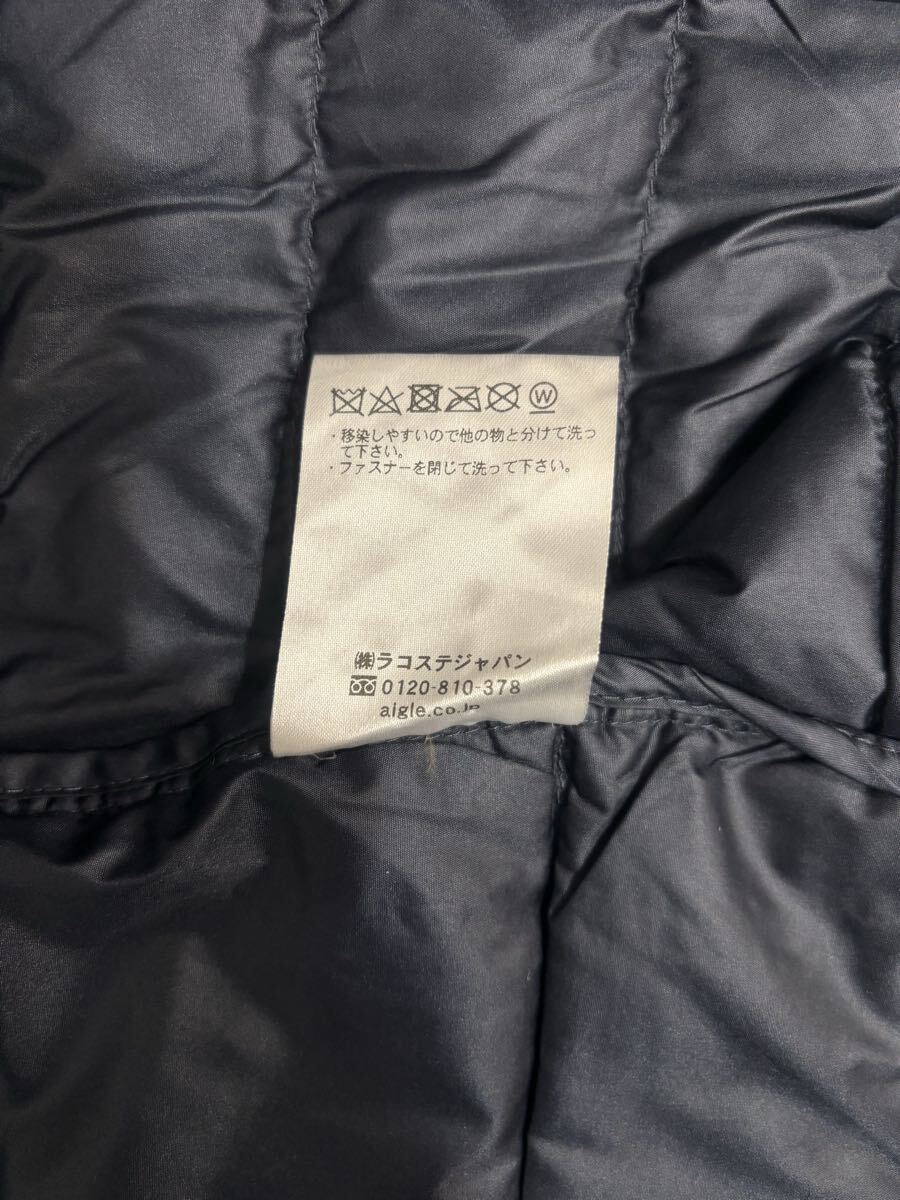 W
・移染しやすいので他の物と分けて洗っ
て下さい。
・ファスナーを閉じて洗って下さい。
㈱ラコステジャパン
0120-810-378
aigle.co.jp